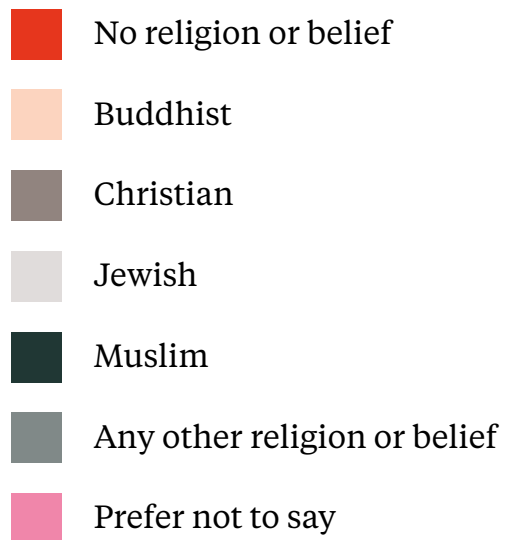 No religion or belief
Buddhist
Christian
Jewish
Muslim
Any other religion or belief
Prefer not to say